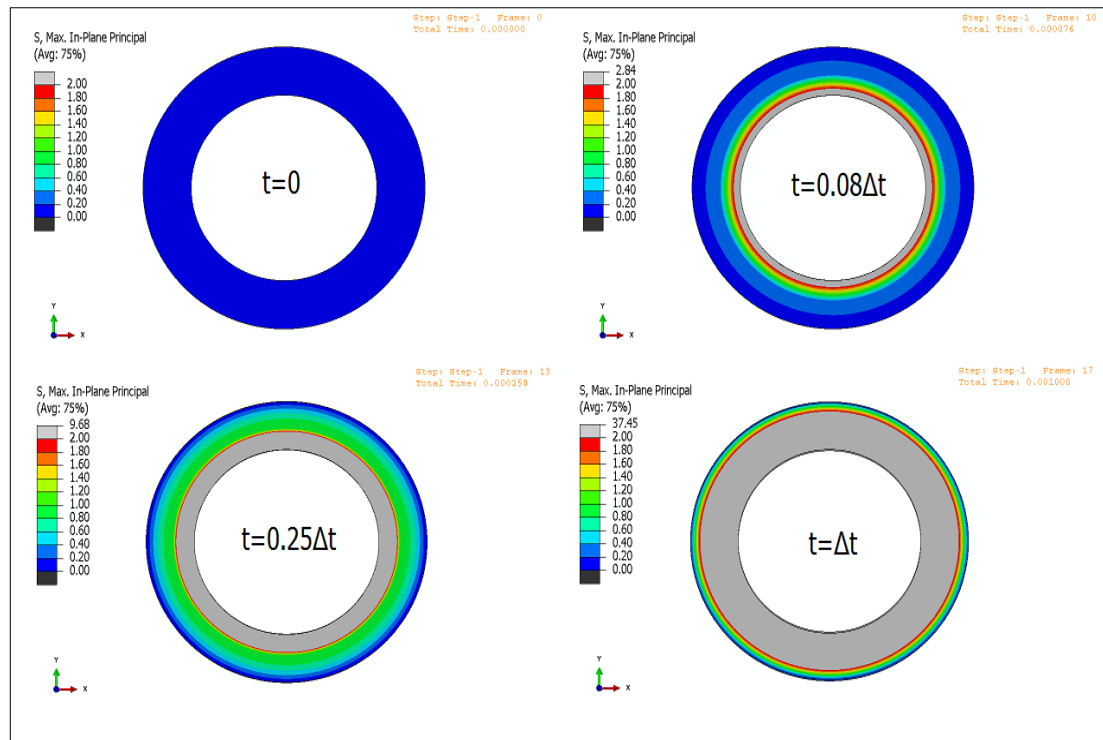 Step: Step-1 Frame: 0
Total Time: 0.000000
S, Max. In-Plane Principal
(Avg: 75%)
2.00
1.80
1.60
1.40
1.20
1.00
0.80
0.60
0.40
0.20
0.00
t=0
Y
X
Step: Step-1 Frame: 10
Total Time: 0.000076
S, Max. In-Plane Principal
(Avg: 75%)
2.84
2.00
1.80
1.60
1.40
1.20
1.00
0.80
0.60
0.40
0.20
0.00
t=0.08Δt
Y
X
Step: Step-1 Frame: 13
Total Time: 0.000258
S, Max. In-Plane Principal
(Avg: 75%)
9.68
2.00
1.80
1.60
1.40
1.20
1.00
0.80
0.60
0.40
0.20
0.00
t=0.25Δt
Y
X
Step: Step-1 Frame: 17
Total Time: 0.001000
S, Max. In-Plane Principal
(Avg: 75%)
37.45
2.00
1.80
1.60
1.40
1.20
1.00
0.80
0.60
0.40
0.20
0.00
t=Δt
Y
X